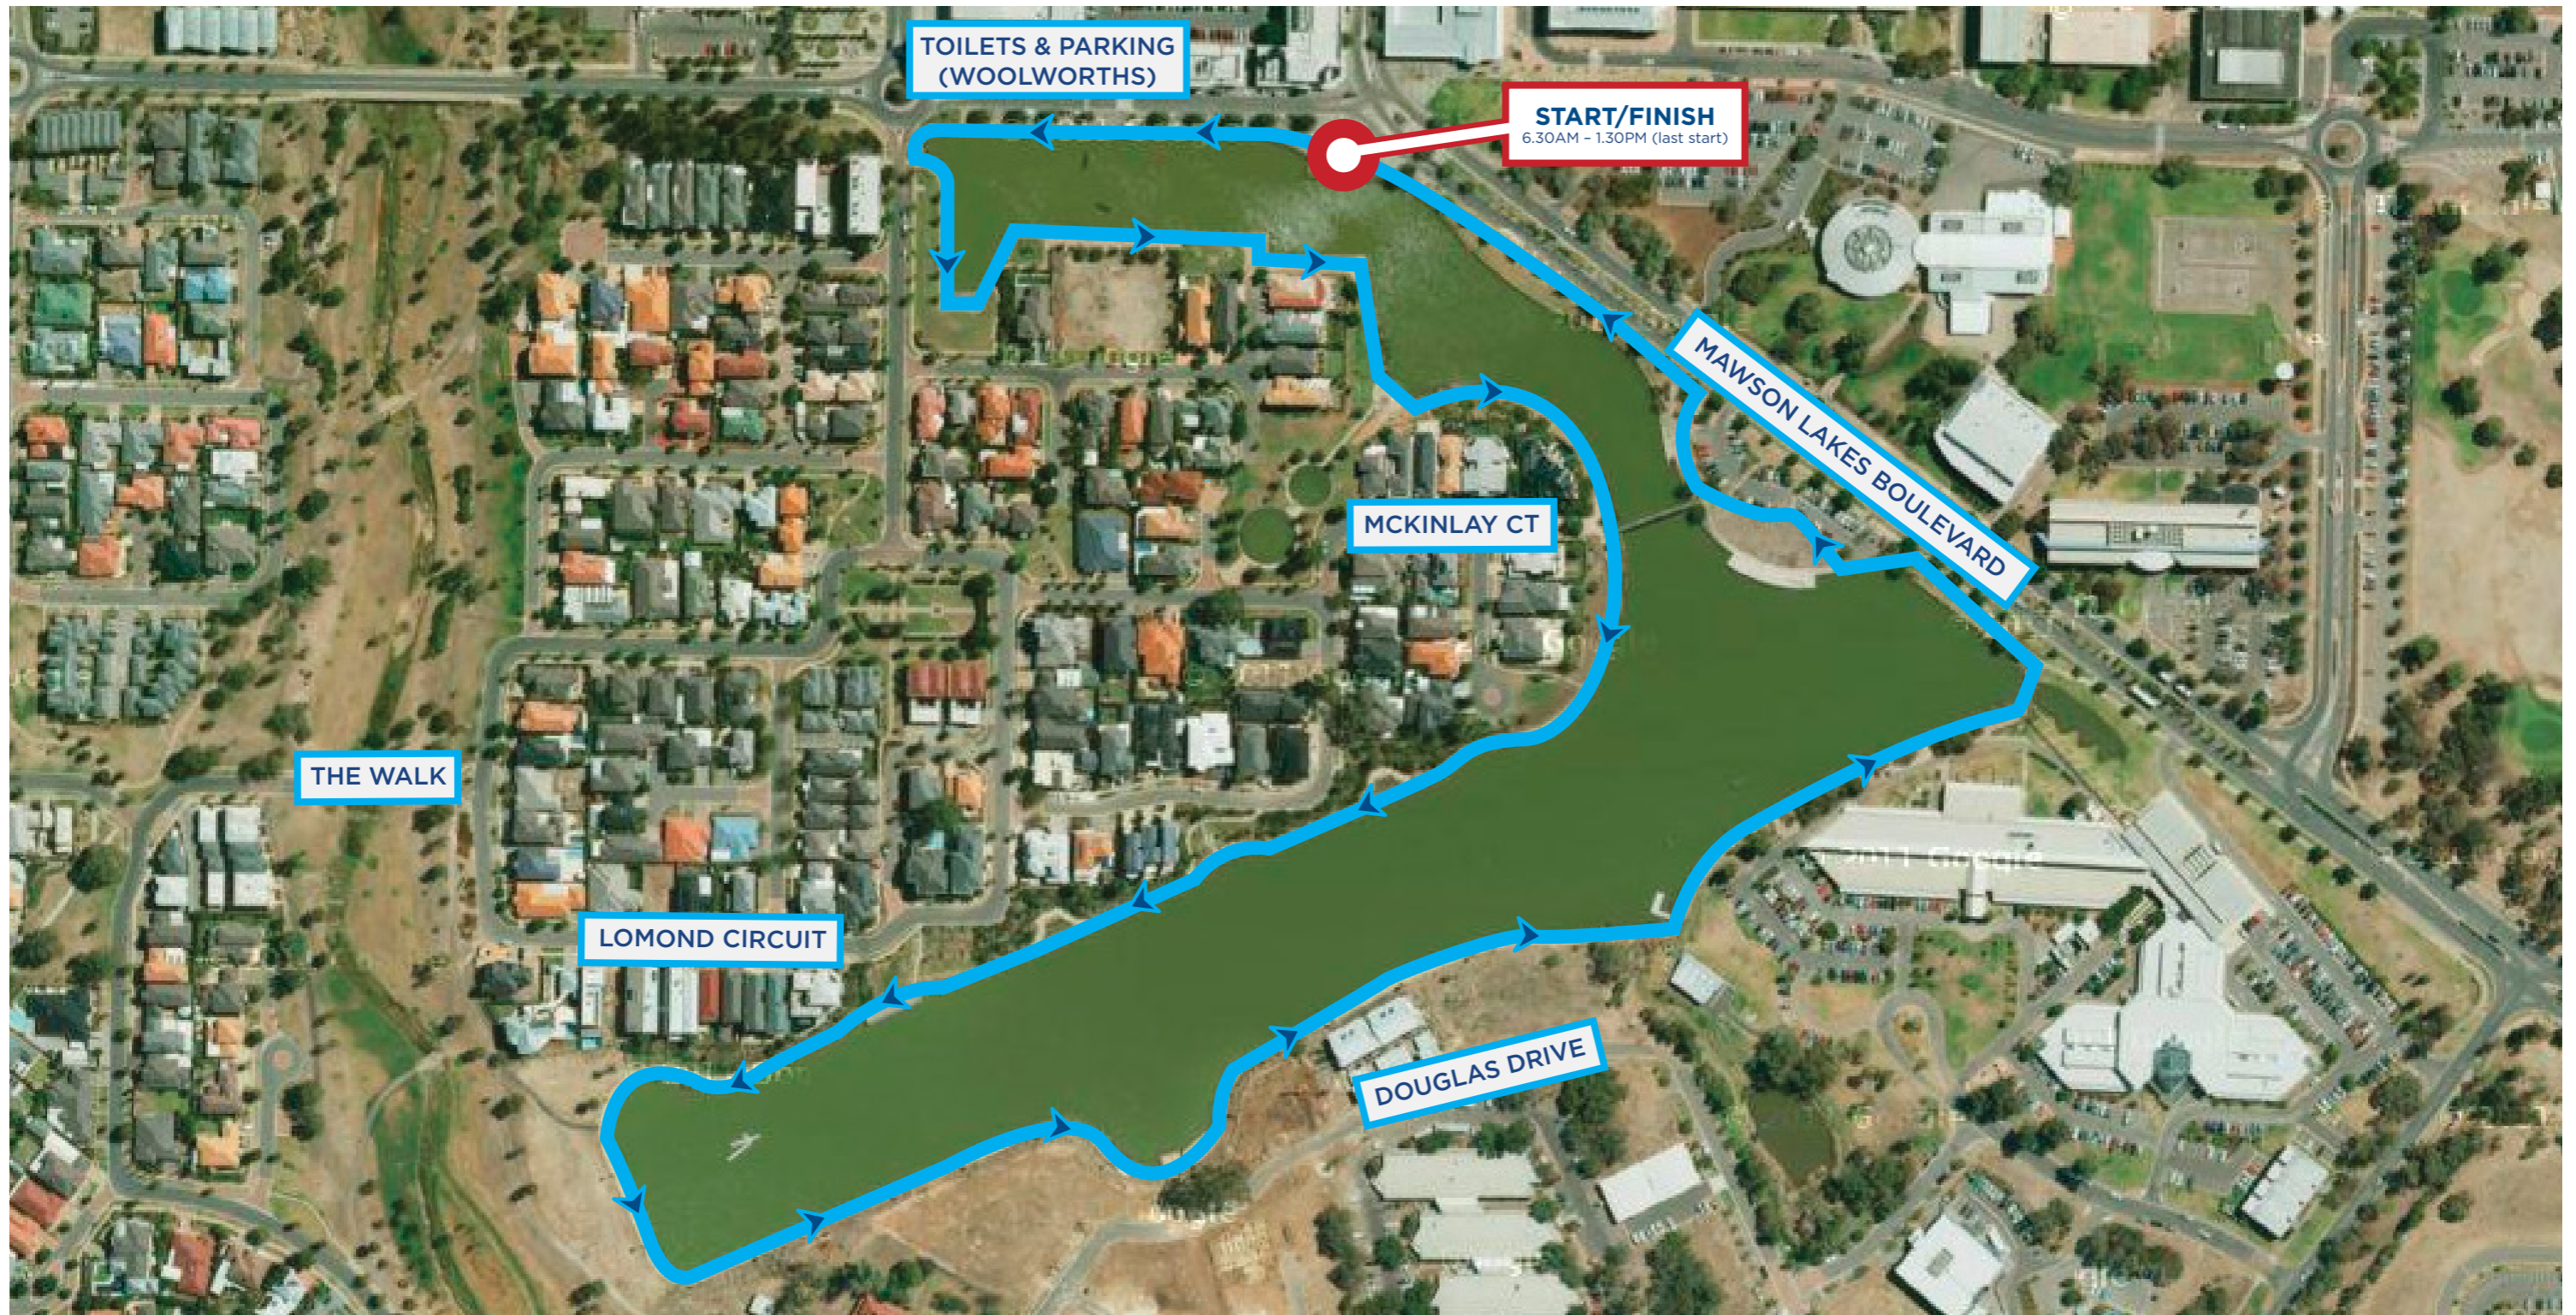 TOILETS & PARKING
(WOOLWORTHS)
START/FINISH
6.30AM – 1.30PM (last start)
MAWSON LAKES BOULEVARD
MCKINLAY CT
THE WALK
LOMOND CIRCUIT
DOUGLAS DRIVE